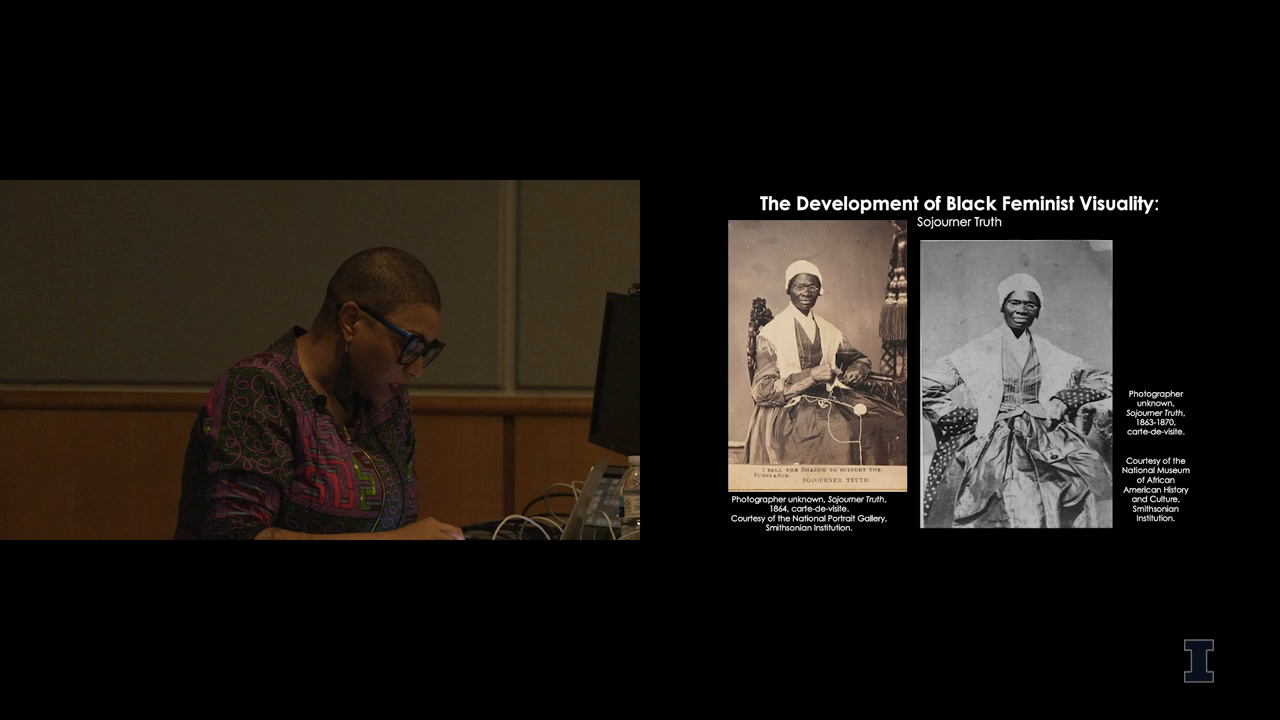 The Development of Black Feminist Visuality:
Sojourner Truth
I SELL THE SHADOW TO SUPPORT THE
SUBSTANCE.
SOJOURNER TRUTH.
Photographer unknown, Sojourner Truth,
1864, carte-de-visite.
Courtesy of the National Portrait Gallery,
Smithsonian Institution.
Photographer
unknown,
Sojourner Truth,
1863-1870,
carte-de-visite.
Courtesy of the
National Museum
of African
American History
and Culture,
Smithsonian
Institution.
I